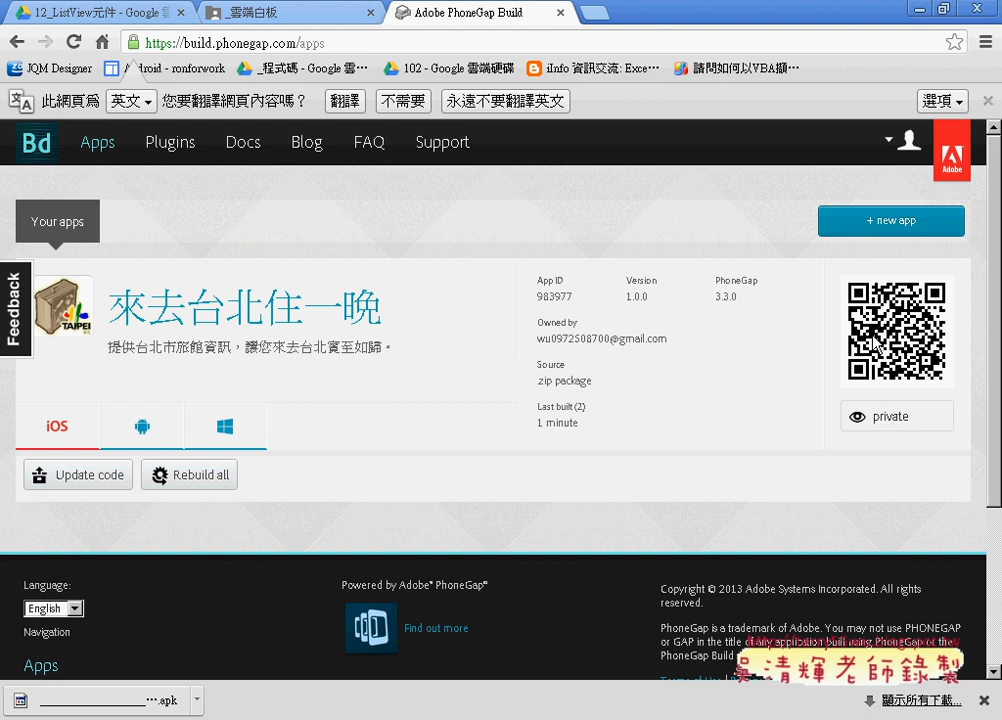 12_ListView元件 - Google
_雲端白板
Adobe PhoneGap Build
https://build.phonegap.com/apps
JQM Designer
droid - ronforwork
_程式碼 - Google 雲⋯
102 - Google 雲端硬碟
iInfo 資訊交流: Exce⋯
請問如何以VBA擷⋯
此網頁為 英文 您要翻譯網頁內容嗎？ 翻譯 不需要 永遠不要翻譯英文 選項
Bd Apps Plugins Docs Blog FAQ Support
Adobe
Your apps
+ new app
Feedback
TAIPEI
來去台北住一晚
提供台北市旅館資訊，讓您來去台北賓至如歸。
App ID Version PhoneGap
983977 1.0.0 3.3.0
Owned by
wu0972508700@gmail.com
Source
zip package
Last built (2)
1 minute
private
iOS
Update code
Rebuild all
Language:
English
Navigation
Apps
Powered by Adobe® PhoneGap®
Find out more
Copyright © 2013 Adobe Systems Incorporated. All rights
reserved.
PhoneGap is a trademark of Adobe. You may not use PHONEGAP
or GAP in the title
PhoneGap Build
吳清輝老師錄製
⋯.apk
顯示所有下載...